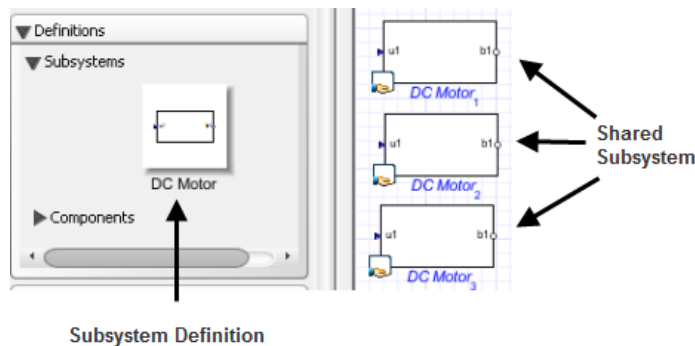 Definitions
Subsystems
DC Motor
Components
Subsystem Definition
u1 b1
DC Motor1
u1 b1
DC Motor2
u1 b1
DC Motor3
Shared
Subsystem